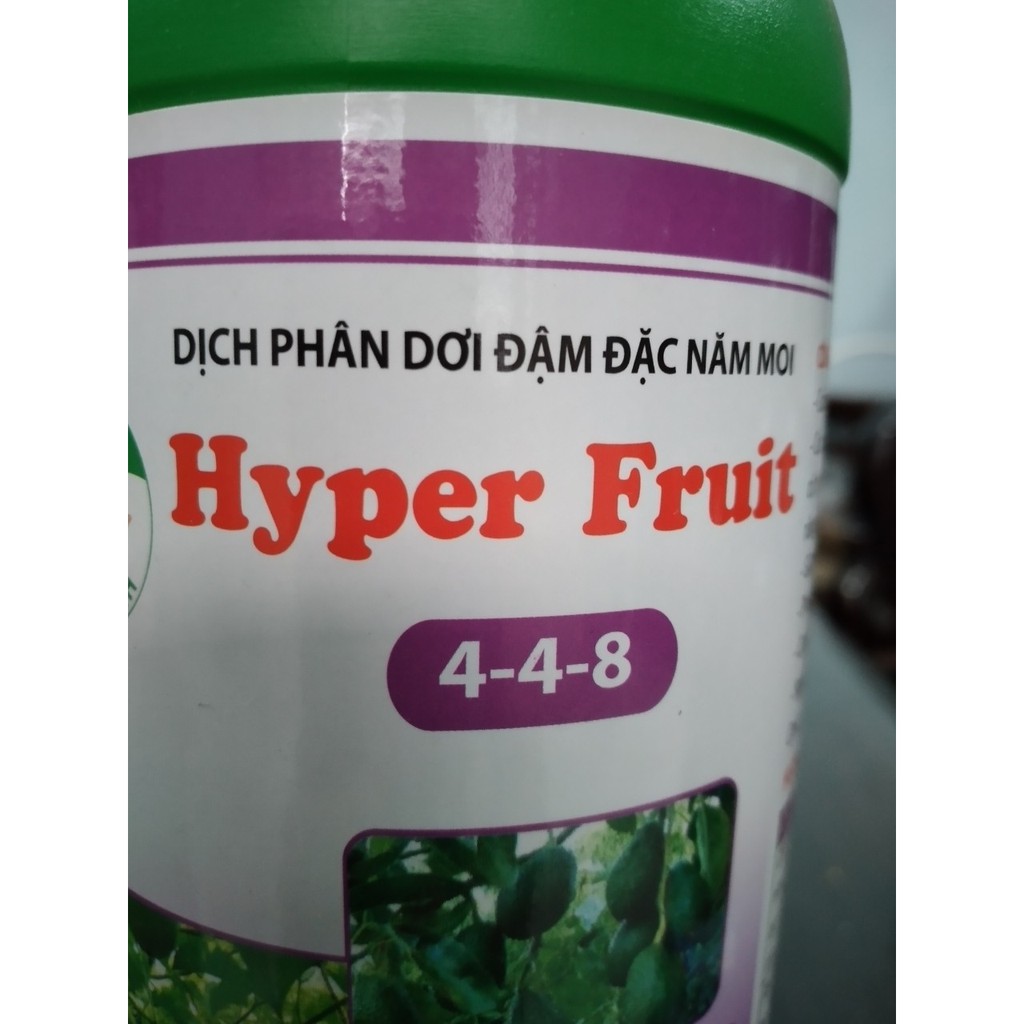 DỊCH PHÂN DƠI ĐẬM ĐẶC NĂM MOI
Hyper Fruit
4-4-8